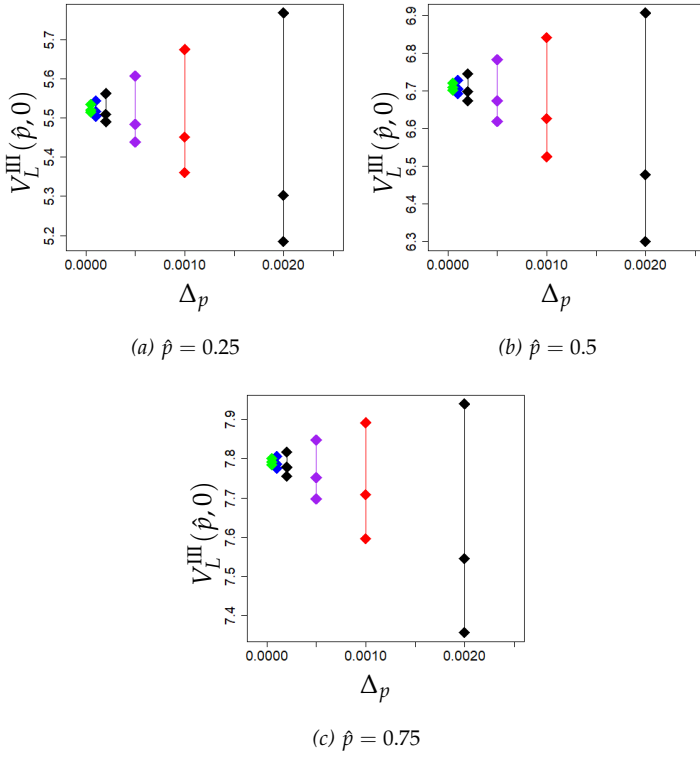 5.2 5.3 5.4 5.5 5.6 5.7
V_L^III(p̂, 0)
0.0000 0.0010 0.0020
Δ_p
(a) p̂ = 0.25
6.3 6.4 6.5 6.6 6.7 6.8 6.9
V_L^III(p̂, 0)
0.0000 0.0010 0.0020
Δ_p
(b) p̂ = 0.5
7.4 7.5 7.6 7.7 7.8 7.9
V_L^III(p̂, 0)
0.0000 0.0010 0.0020
Δ_p
(c) p̂ = 0.75